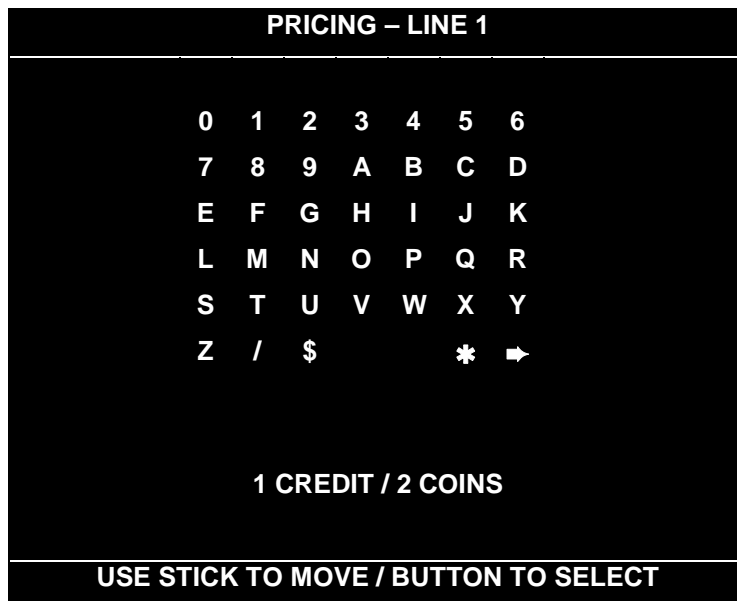 PRICING – LINE 1
0 1 2 3 4 5 6
7 8 9 A B C D
E F G H I J K
L M N O P Q R
S T U V W X Y
Z / $ ✱ ➨
1 CREDIT / 2 COINS
USE STICK TO MOVE / BUTTON TO SELECT